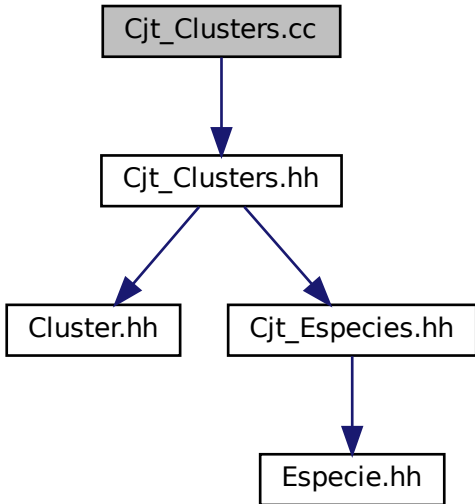 Cjt_Clusters.cc
Cjt_Clusters.hh
Cluster.hh
Cjt_Especies.hh
Especie.hh